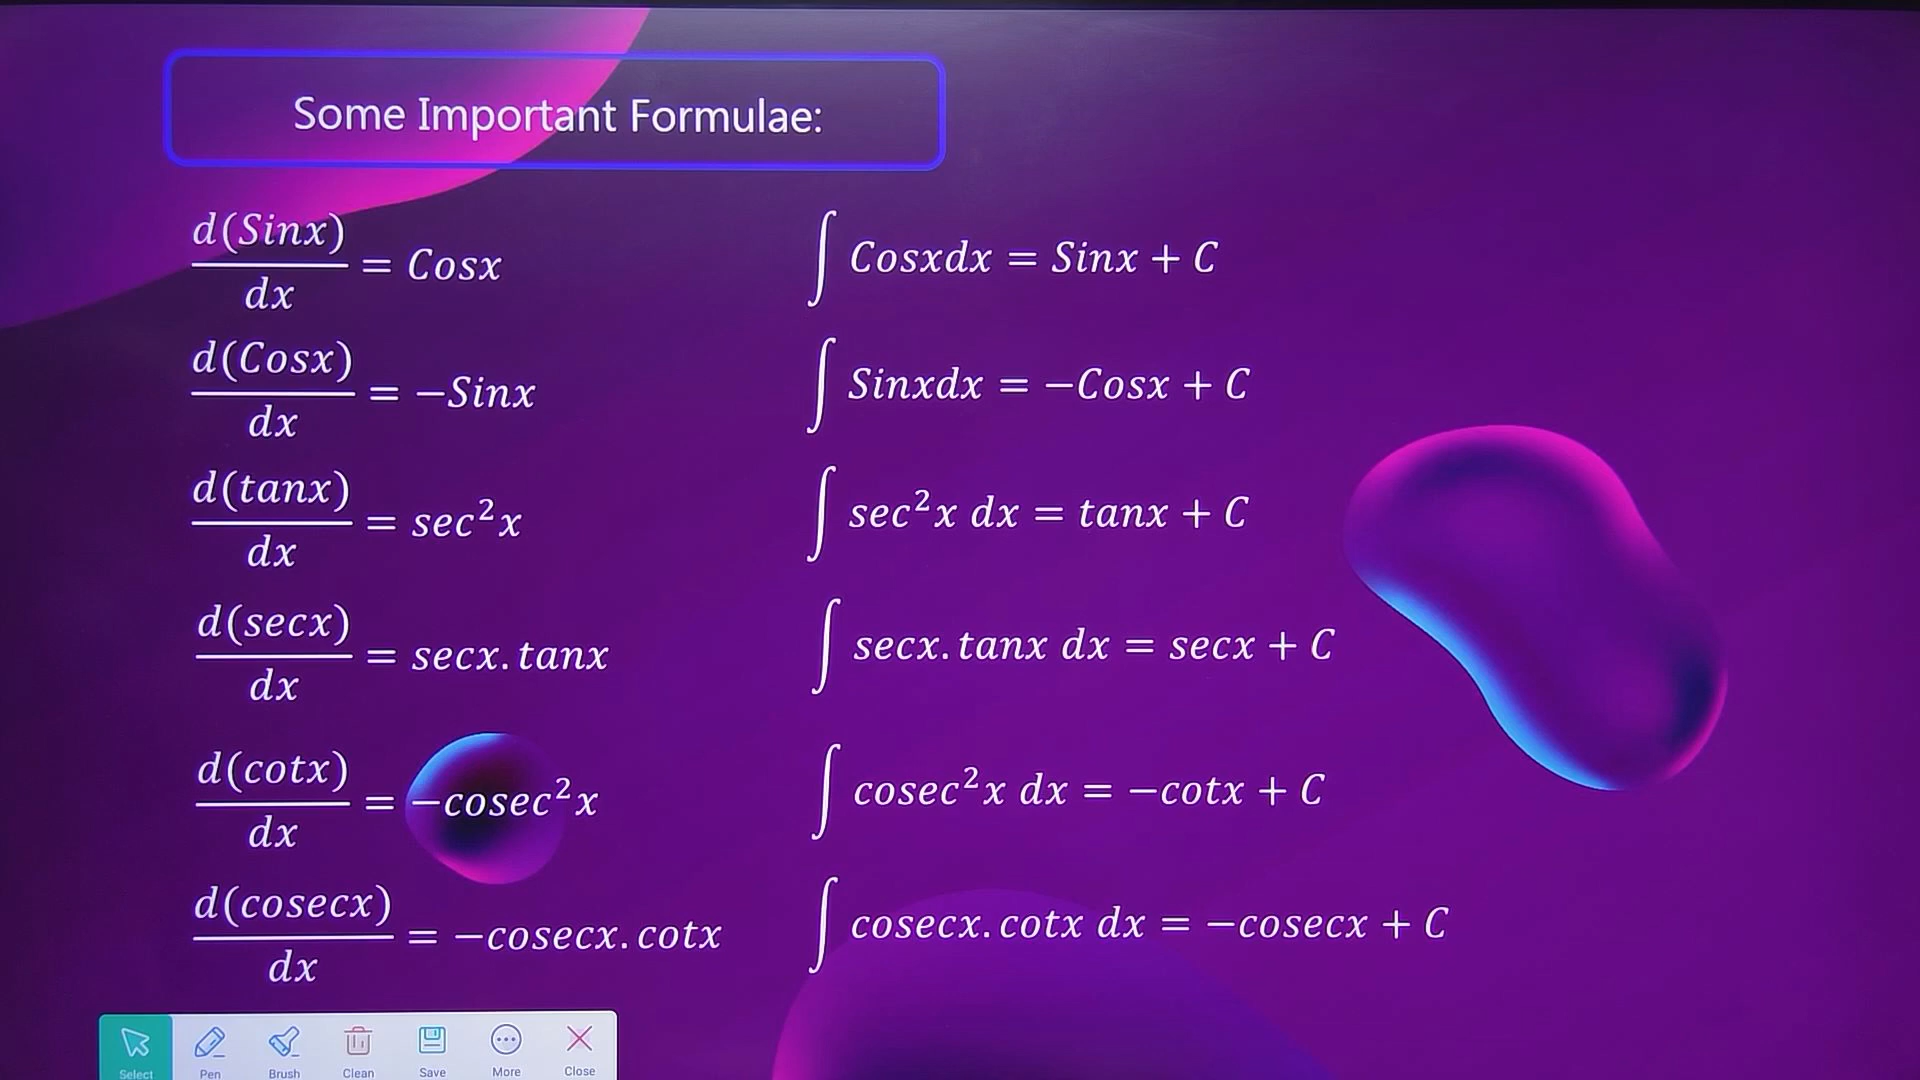 Some Important Formulae:
d(Sinx)/dx = Cosx
∫ Cosxdx = Sinx + C
d(Cosx)/dx = −Sinx
∫ Sinxdx = −Cosx + C
d(tanx)/dx = sec²x
∫ sec²x dx = tanx + C
d(secx)/dx = secx.tanx
∫ secx.tanx dx = secx + C
d(cotx)/dx = −cosec²x
∫ cosec²x dx = −cotx + C
d(cosecx)/dx = −cosecx.cotx
∫ cosecx.cotx dx = −cosecx + C
Select Pen Brush Clean Save More Close